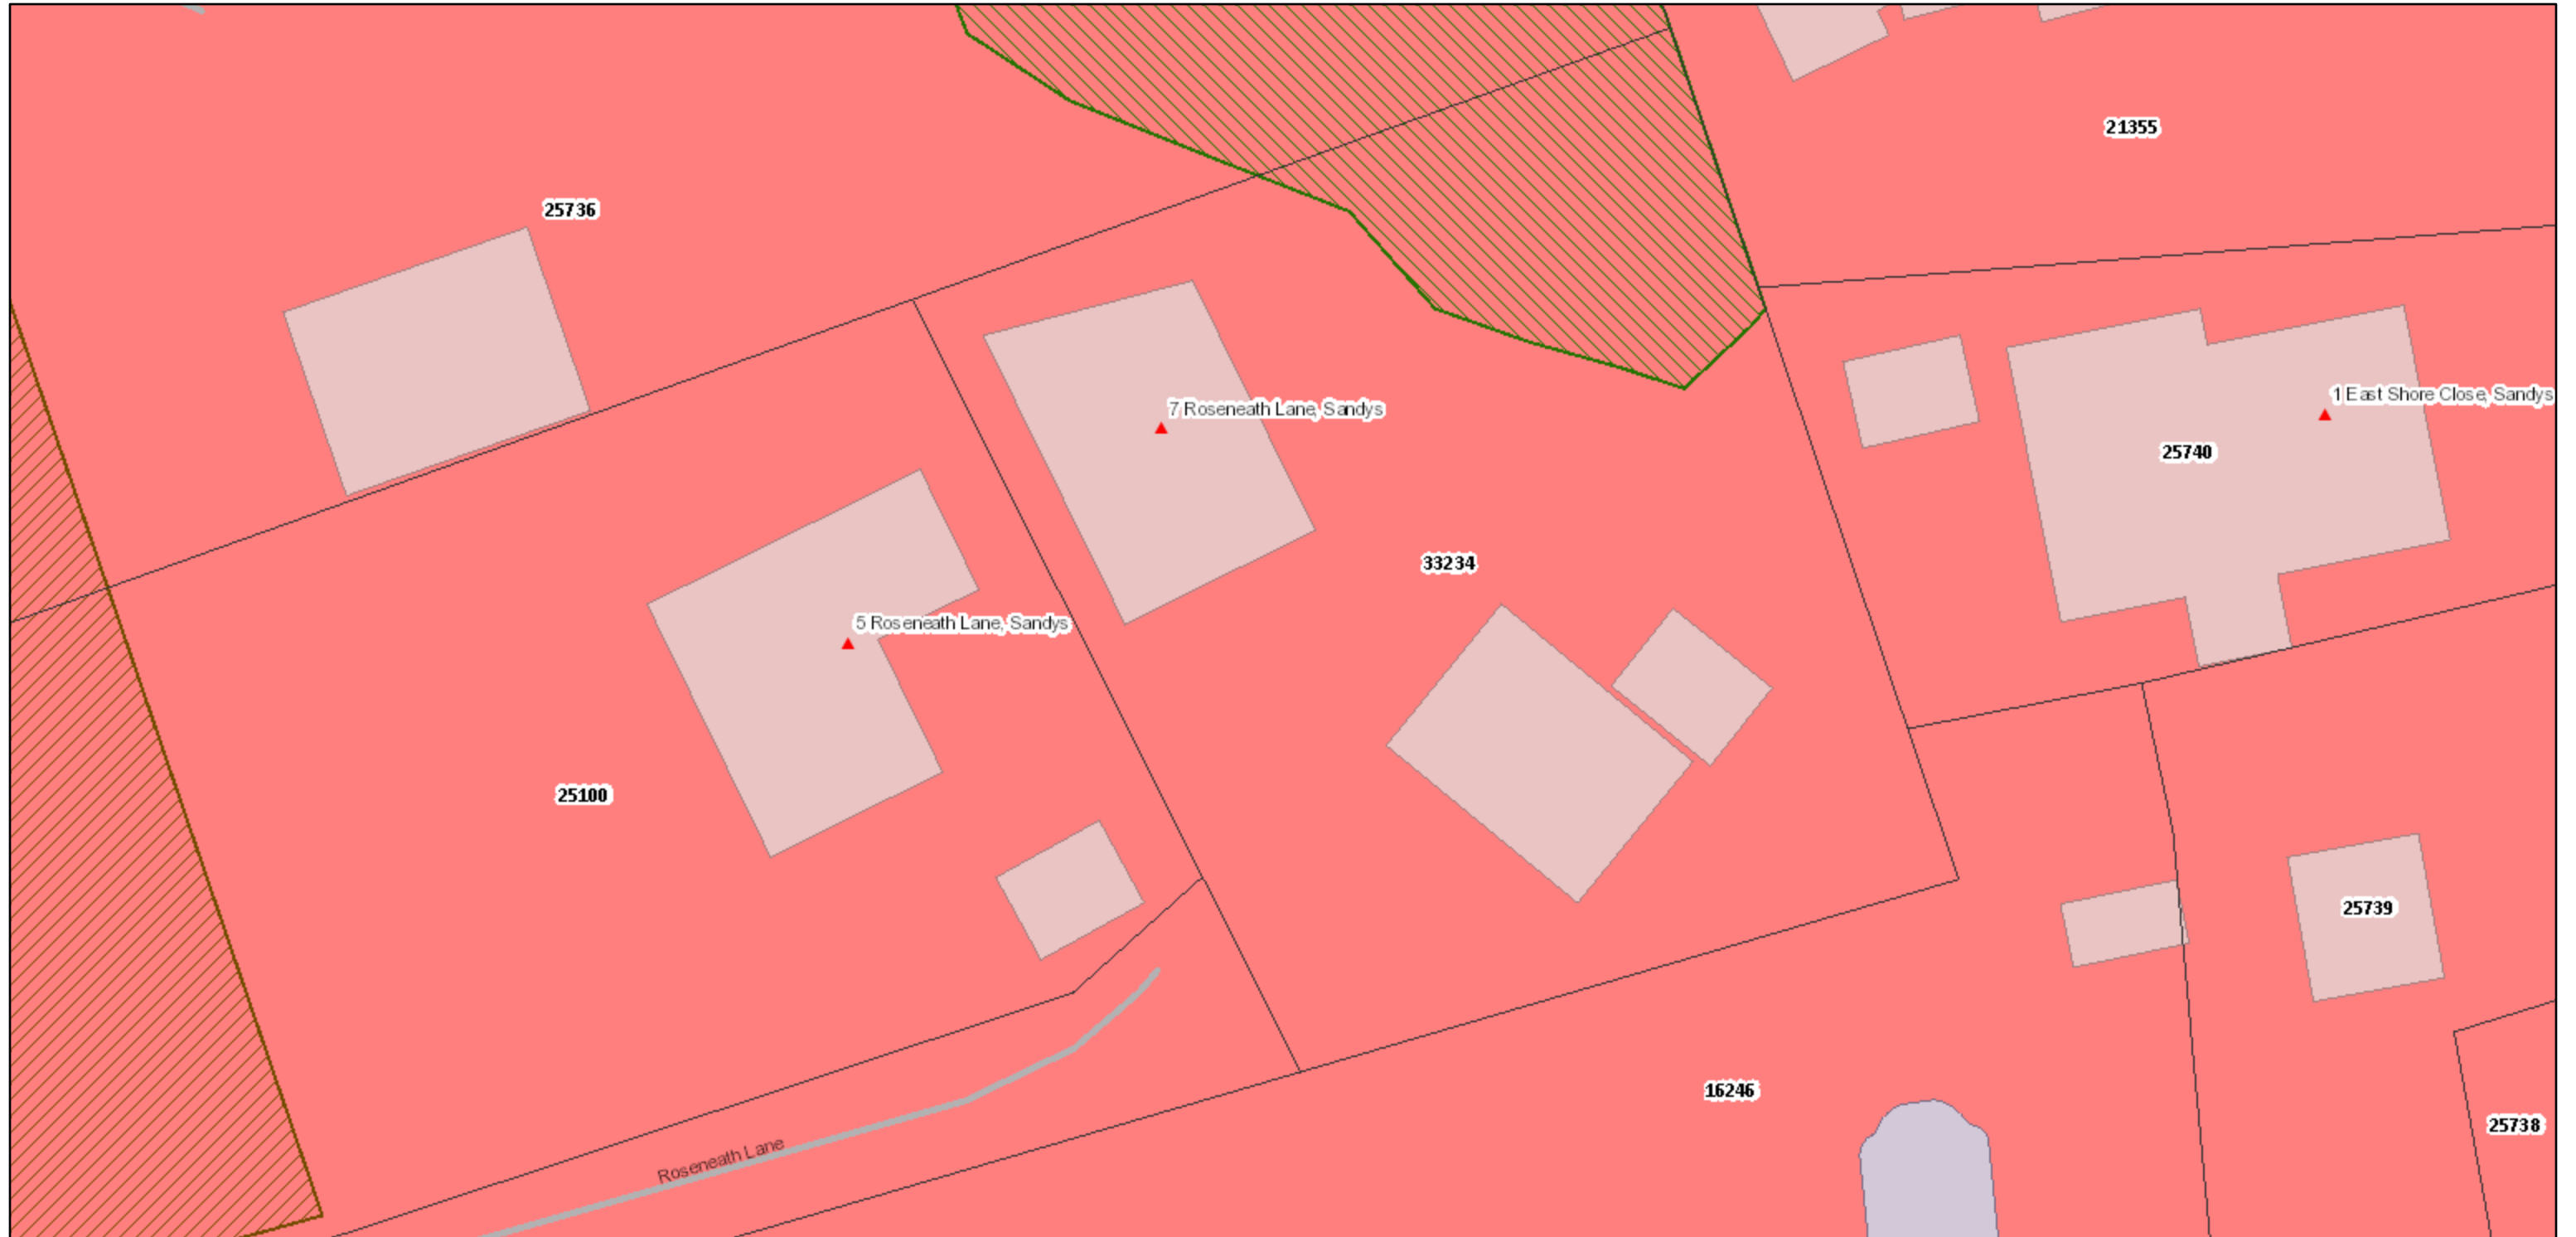 21355
25736
1 East Shore Close, Sandys
7 Roseneath Lane, Sandys
25740
33234
5 Roseneath Lane, Sandys
25100
25739
16246
25738
Roseneath Lane